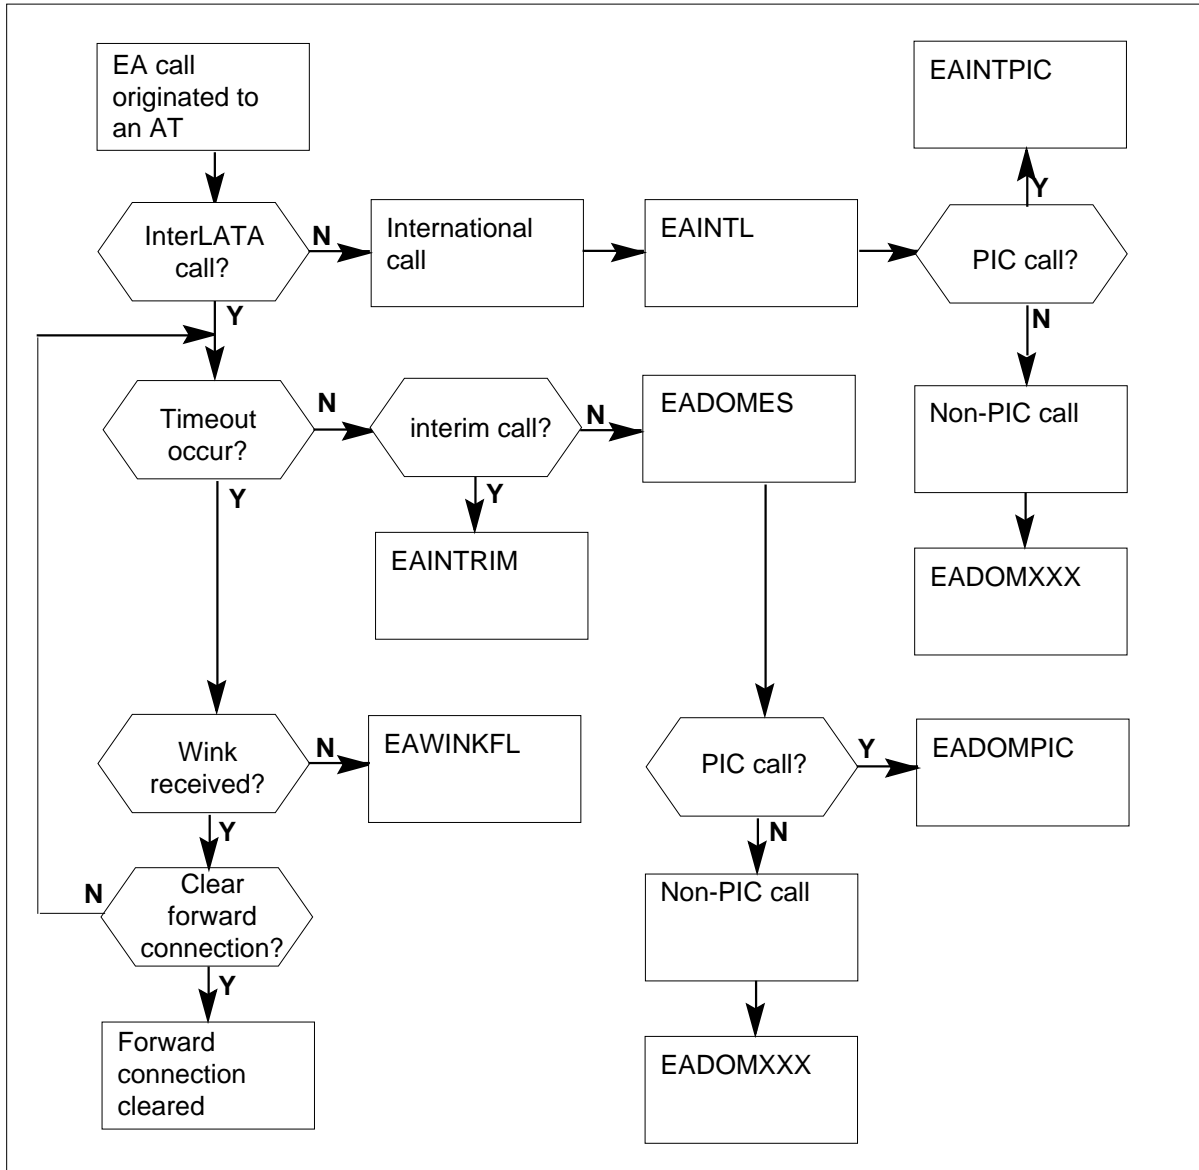 EA call
originated to
an AT
EAINTPIC
Y
InterLATA
call?
N
International
call
EAINTL
PIC call?
Y
N
Timeout
occur?
N
interim call?
N
EADOMES
Non-PIC call
Y
Y
EAINTRIM
EADOMXXX
Wink
received?
N
EAWINKFL
PIC call?
Y
EADOMPIC
Y
N
N
Clear
forward
connection?
Non-PIC call
Y
Forward
connection
cleared
EADOMXXX